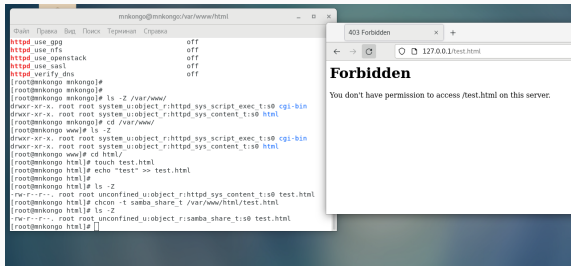 mnkongo@mnkongo:/var/www/html
Файл Правка Вид Поиск Терминал Справка
httpd_use_gpg off
httpd_use_nfs off
httpd_use_openstack off
httpd_use_sasl off
httpd_verify_dns off
[root@mnkongo mnkongo]#
[root@mnkongo mnkongo]#
[root@mnkongo mnkongo]# ls -Z /var/www/
drwxr-xr-x. root root system_u:object_r:httpd_sys_script_exec_t:s0 cgi-bin
drwxr-xr-x. root root system_u:object_r:httpd_sys_content_t:s0 html
[root@mnkongo mnkongo]# cd /var/www/
[root@mnkongo www]# ls -Z
drwxr-xr-x. root root system_u:object_r:httpd_sys_script_exec_t:s0 cgi-bin
drwxr-xr-x. root root system_u:object_r:httpd_sys_content_t:s0 html
[root@mnkongo www]# cd html/
[root@mnkongo html]# touch test.html
[root@mnkongo html]# echo "test" >> test.html
[root@mnkongo html]#
[root@mnkongo html]# ls -Z
-rw-r--r--. root root unconfined_u:object_r:httpd_sys_content_t:s0 test.html
[root@mnkongo html]# chcon -t samba_share_t /var/www/html/test.html
[root@mnkongo html]# ls -Z
-rw-r--r--. root root unconfined_u:object_r:samba_share_t:s0 test.html
[root@mnkongo html]#
403 Forbidden
127.0.0.1/test.html
Forbidden
You don't have permission to access /test.html on this server.